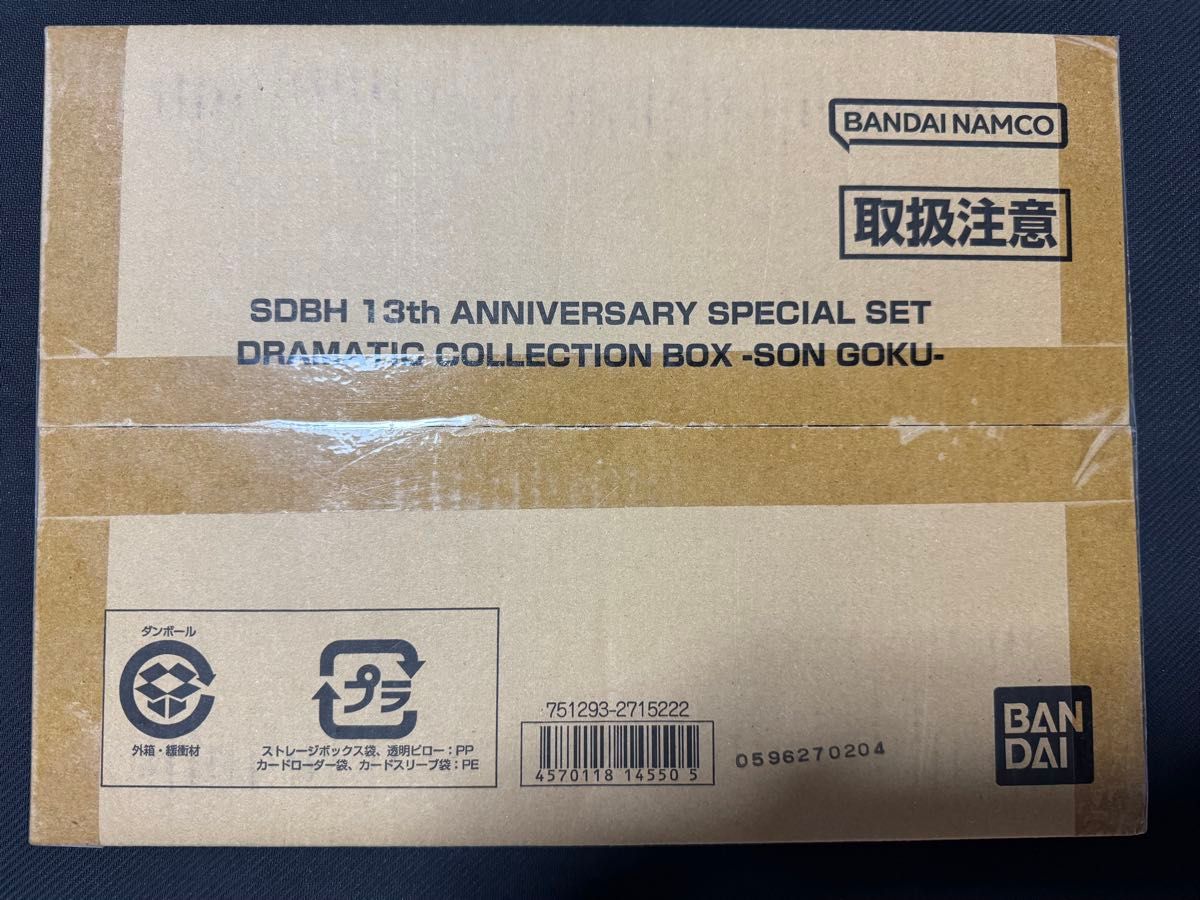 BANDAI NAMCO
取扱注意
SDBH 13th ANNIVERSARY SPECIAL SET
DRAMATIC COLLECTION BOX -SON GOKU-
ダンボール
外箱・緩衝材
プラ
ストレージボックス袋、透明ピロー：PP
カードローダー袋、カードスリーブ袋：PE
751293-2715222
4570118 14550 5
0596270204
BAN
DAI